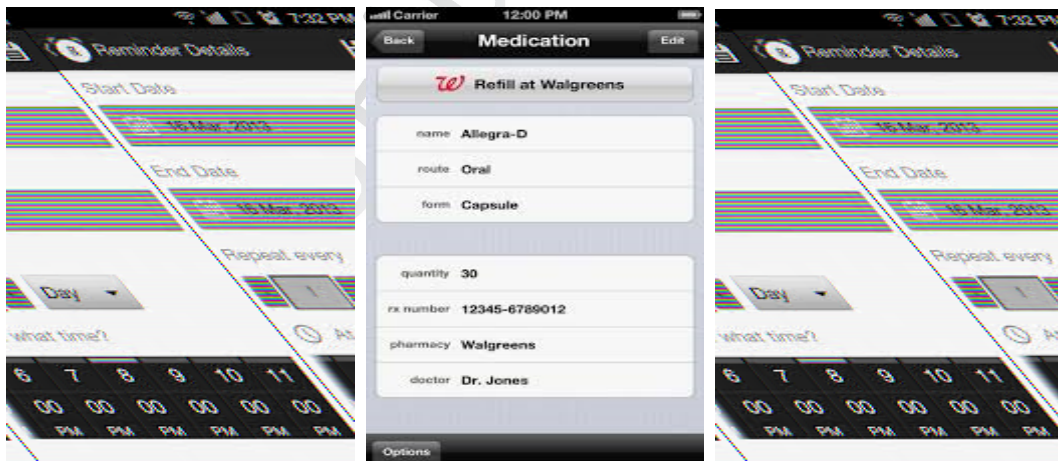 7:32 PM
Reminder Details
Start Date
16 Mar, 2013
End Date
16 Mar, 2013
Repeat every
Day
1
what time?
At
6 7 8 9 10 11
00 00 00 00 00 00
PM PM PM PM PM PM
Carrier 12:00 PM
Back Medication Edit
Refill at Walgreens
name Allegra-D
route Oral
form Capsule
quantity 30
rx number 12345-6789012
pharmacy Walgreens
doctor Dr. Jones
Options
7:32 PM
Reminder Details
Start Date
16 Mar, 2013
End Date
16 Mar, 2013
Repeat every
Day
1
what time?
At
6 7 8 9 10 11
00 00 00 00 00 00
PM PM PM PM PM PM